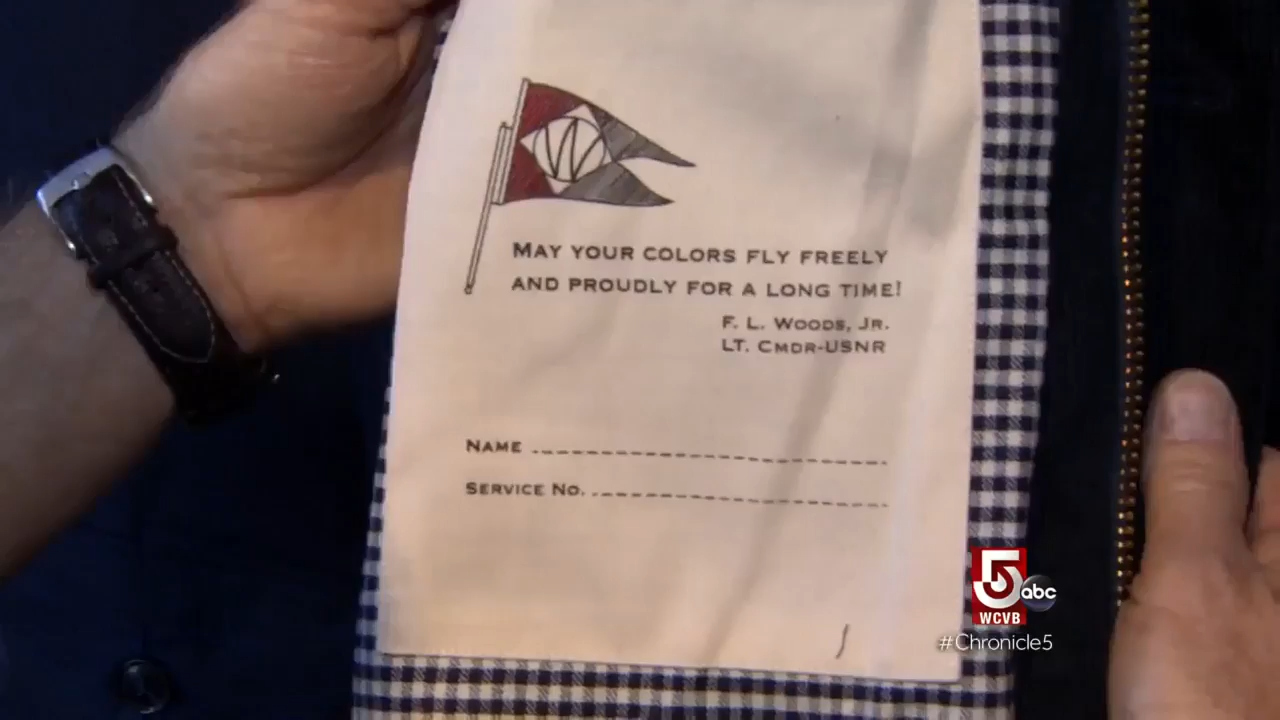 W
MAY YOUR COLORS FLY FREELY
AND PROUDLY FOR A LONG TIME!
F. L. WOODS, JR.
LT. CMDR-USNR
NAME
SERVICE NO.
5 abc
WCVB
#Chronicle5